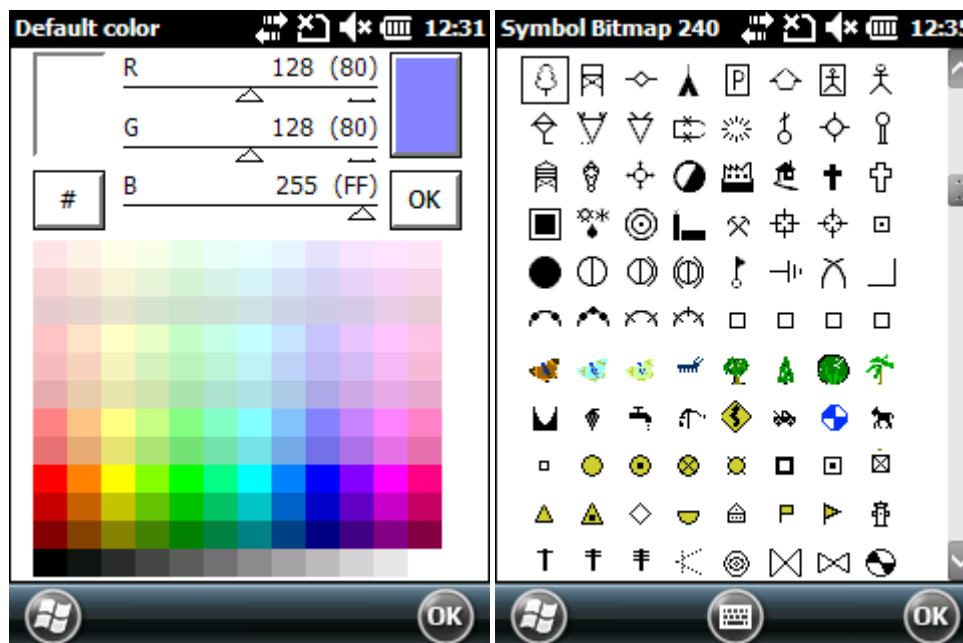 Default color 12:31
R 128 (80)
G 128 (80)
# B 255 (FF) OK
OK
Symbol Bitmap 240 12:35
P
OK